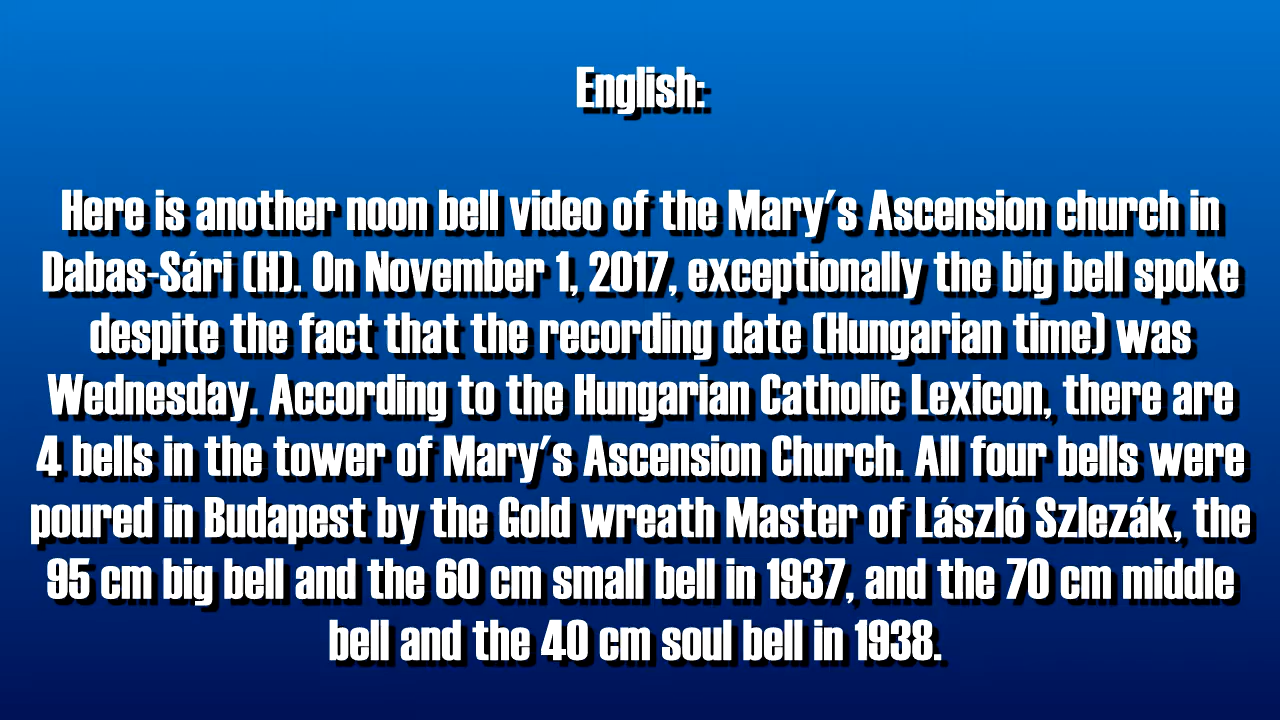 English:
Here is another noon bell video of the Mary's Ascension church in
Dabas-Sári (H). On November 1, 2017, exceptionally the big bell spoke
despite the fact that the recording date (Hungarian time) was
Wednesday. According to the Hungarian Catholic Lexicon, there are
4 bells in the tower of Mary's Ascension Church. All four bells were
poured in Budapest by the Gold wreath Master of László Szlezák, the
95 cm big bell and the 60 cm small bell in 1937, and the 70 cm middle
bell and the 40 cm soul bell in 1938.